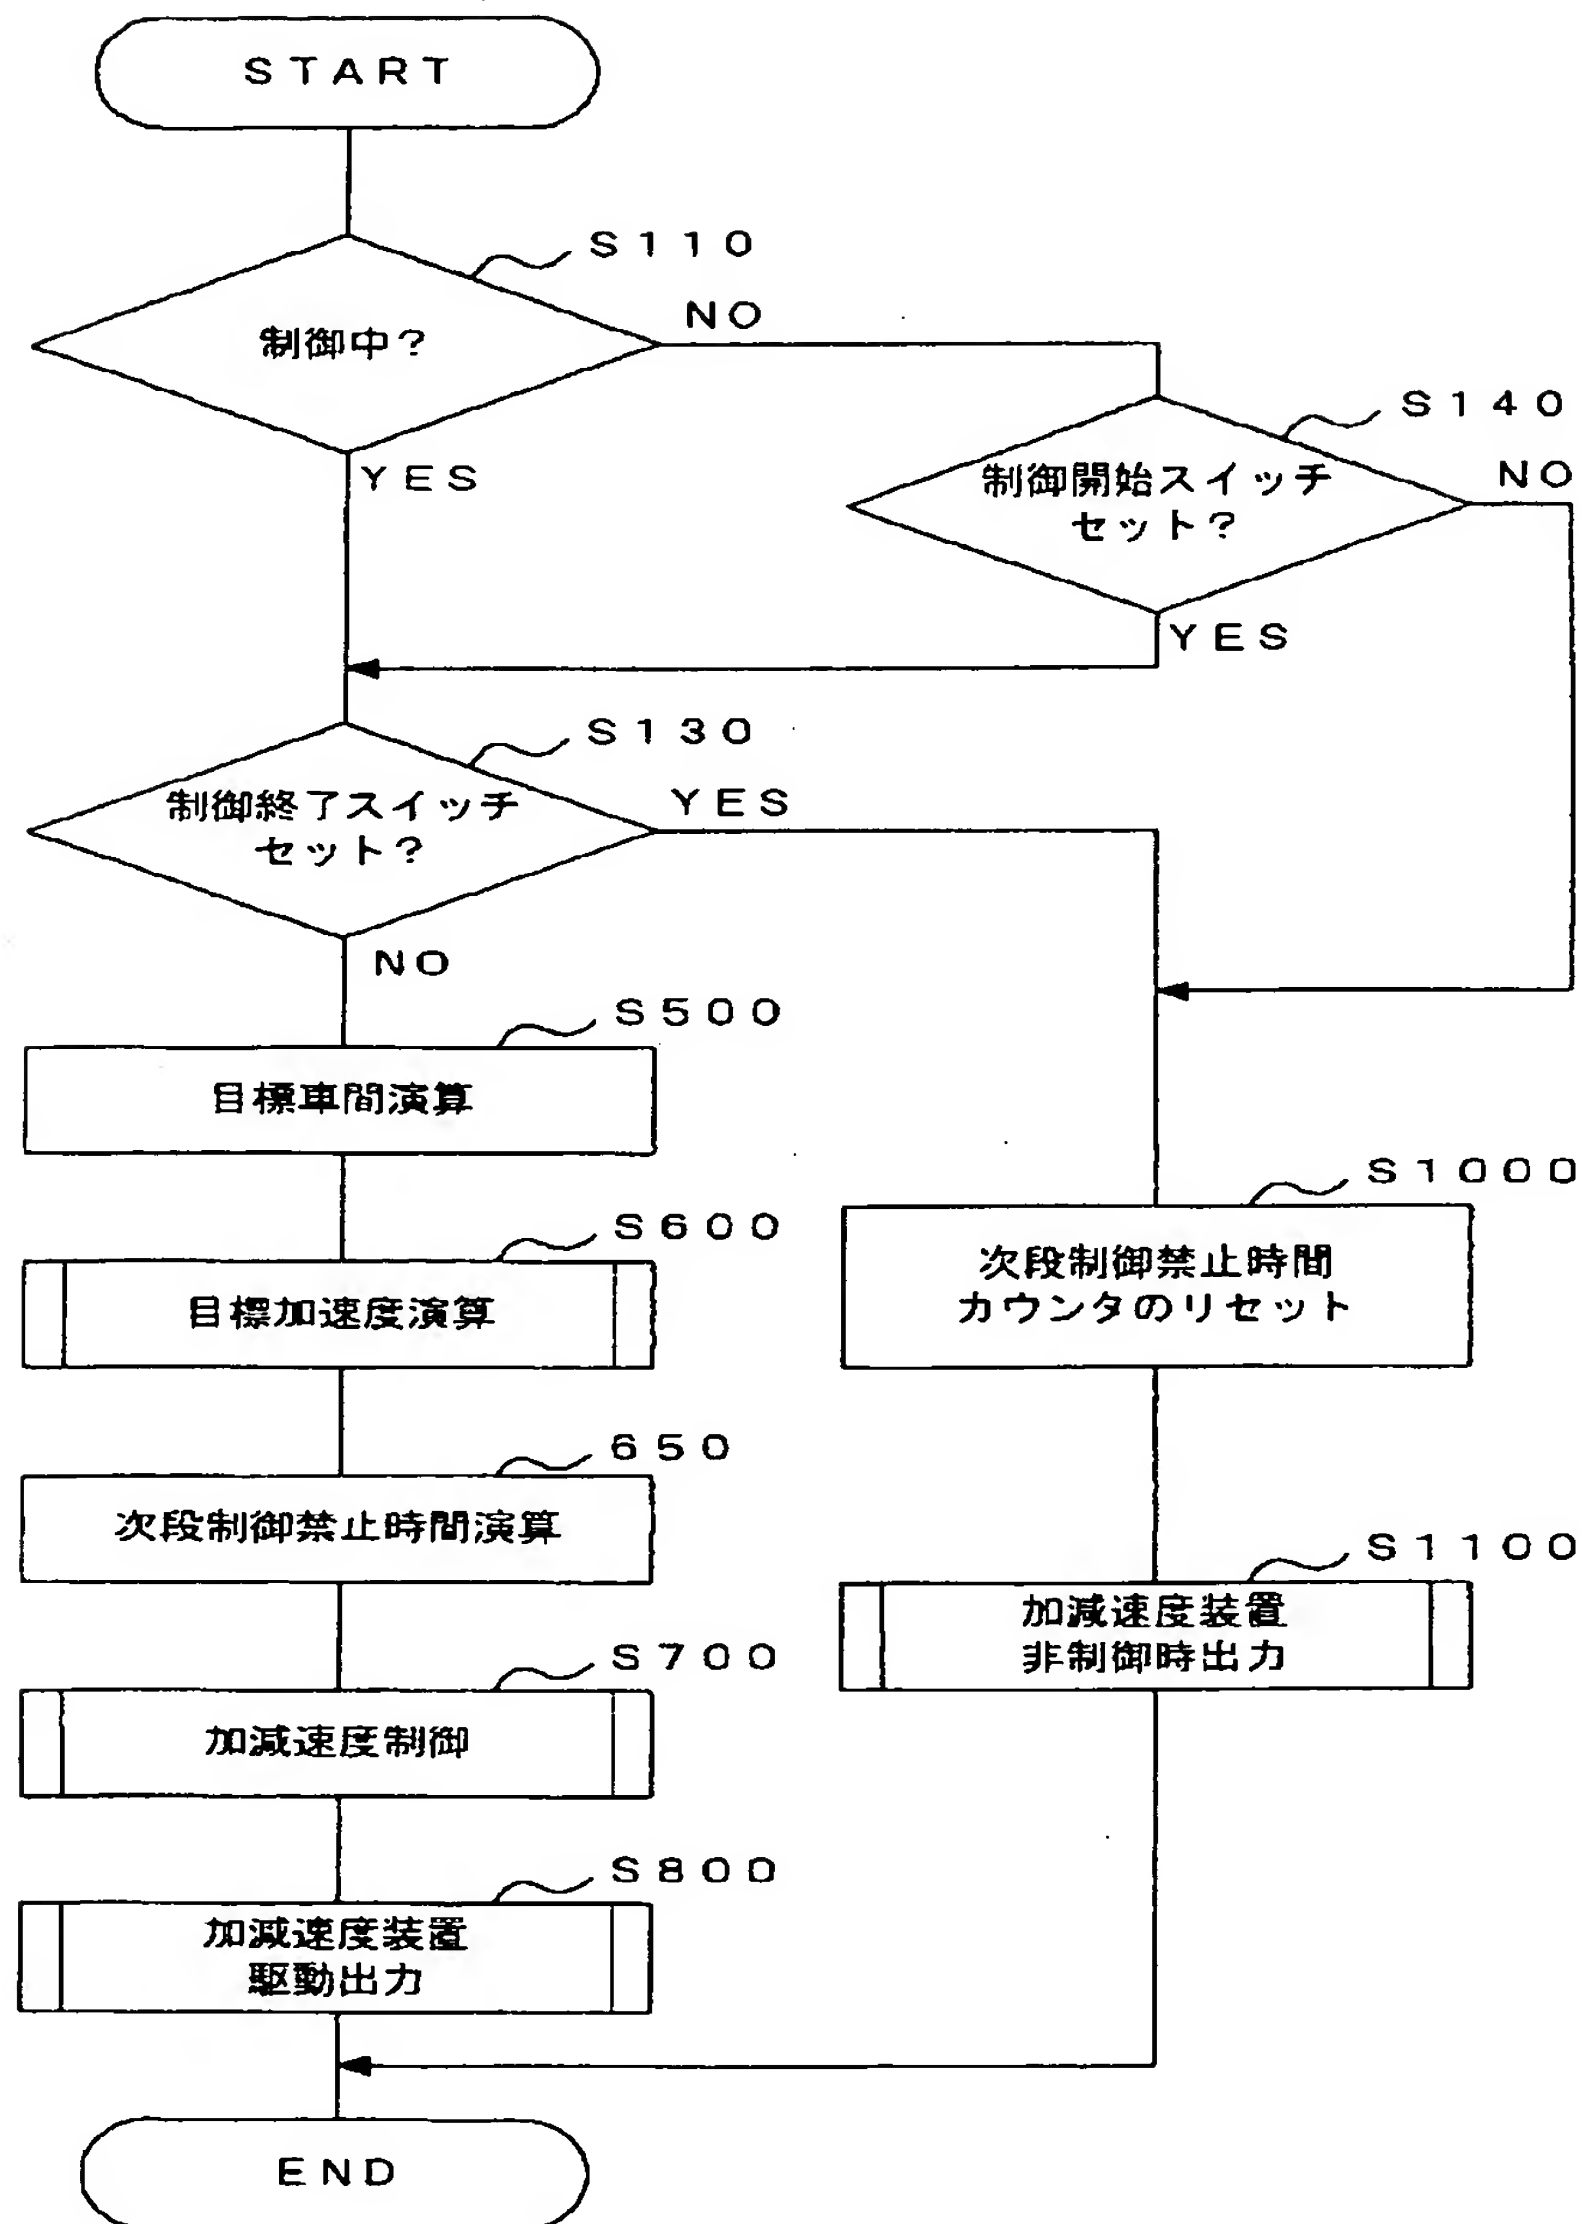 START
S110
制御中?
NO
YES
S140
制御開始スイッチ
セット?
NO
YES
S130
制御終了スイッチ
セット?
YES
NO
S500
目標車間演算
S600
目標加速度演算
650
次段制御禁止時間演算
S700
加減速度制御
S800
加減速度装置
駆動出力
S1000
次段制御禁止時間
カウンタのリセット
S1100
加減速度装置
非制御時出力
END